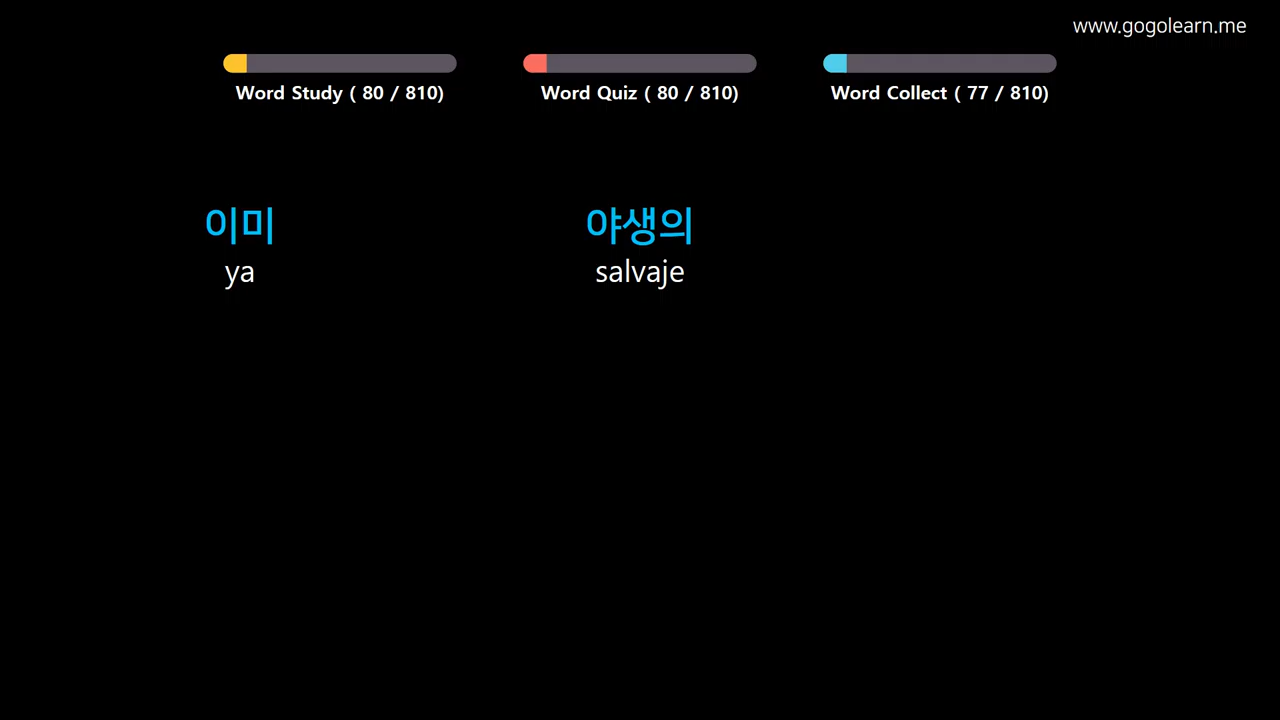 www.gogolearn.me
Word Study ( 80 / 810)
Word Quiz ( 80 / 810)
Word Collect ( 77 / 810)
이미
ya
야생의
salvaje